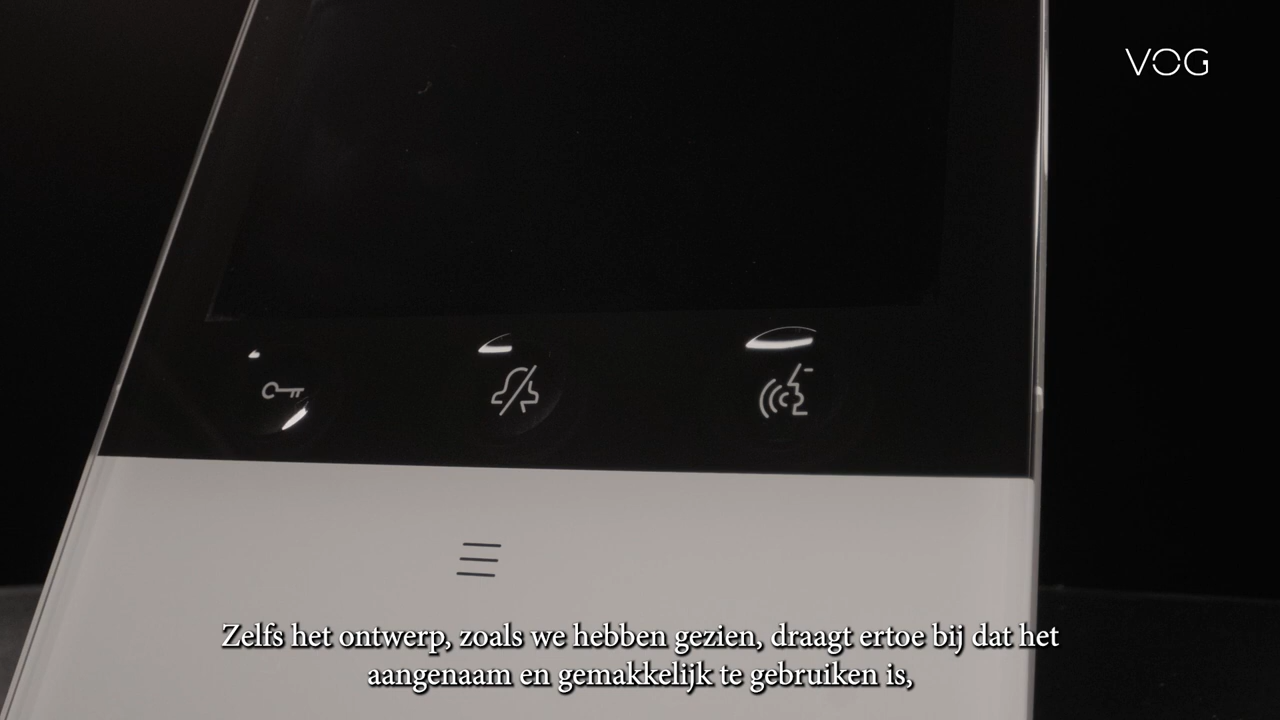 VOG
Zelfs het ontwerp, zoals we hebben gezien, draagt ertoe bij dat het
aangenaam en gemakkelijk te gebruiken is,